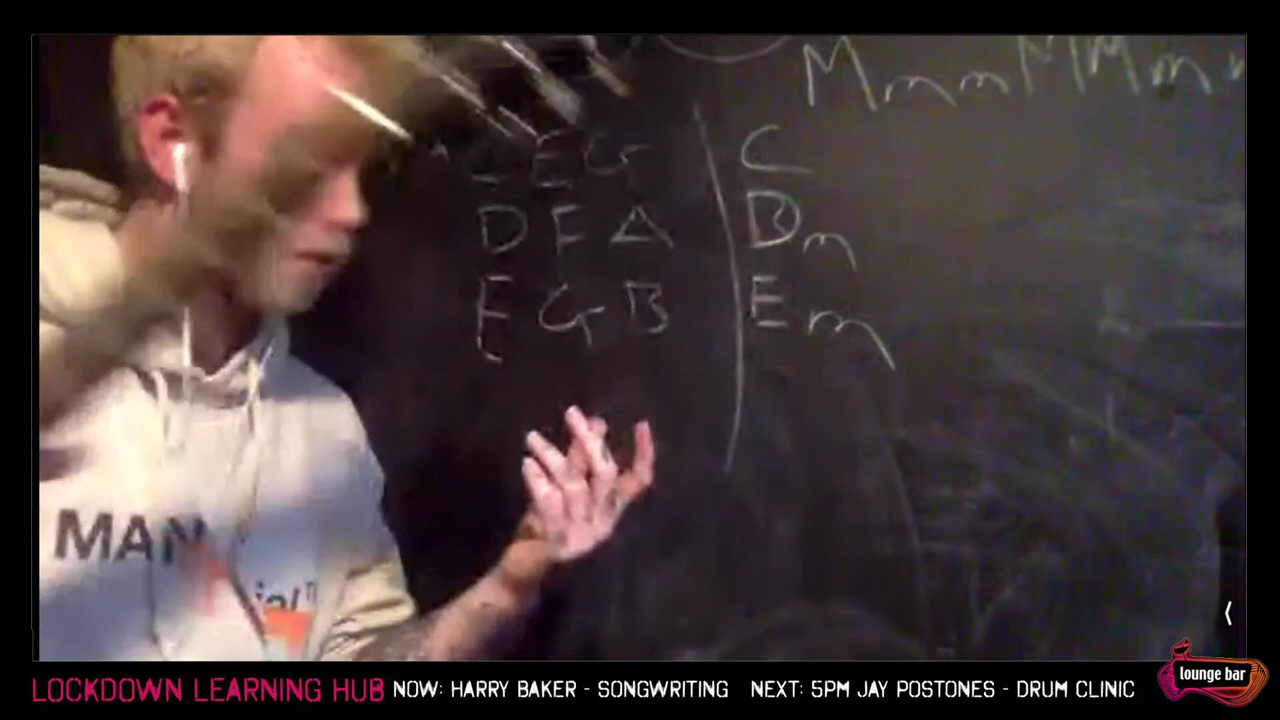 MmmMMm
CEG | C
DFA | Dm
EGB | Em
MAN
LOCKDOWN LEARNING HUB NOW: HARRY BAKER - SONGWRITING NEXT: 5PM JAY POSTONES - DRUM CLINIC
lounge bar